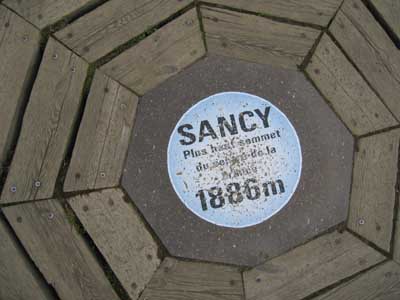 SANCY
Plus haut sommet
du de la
France
1886m